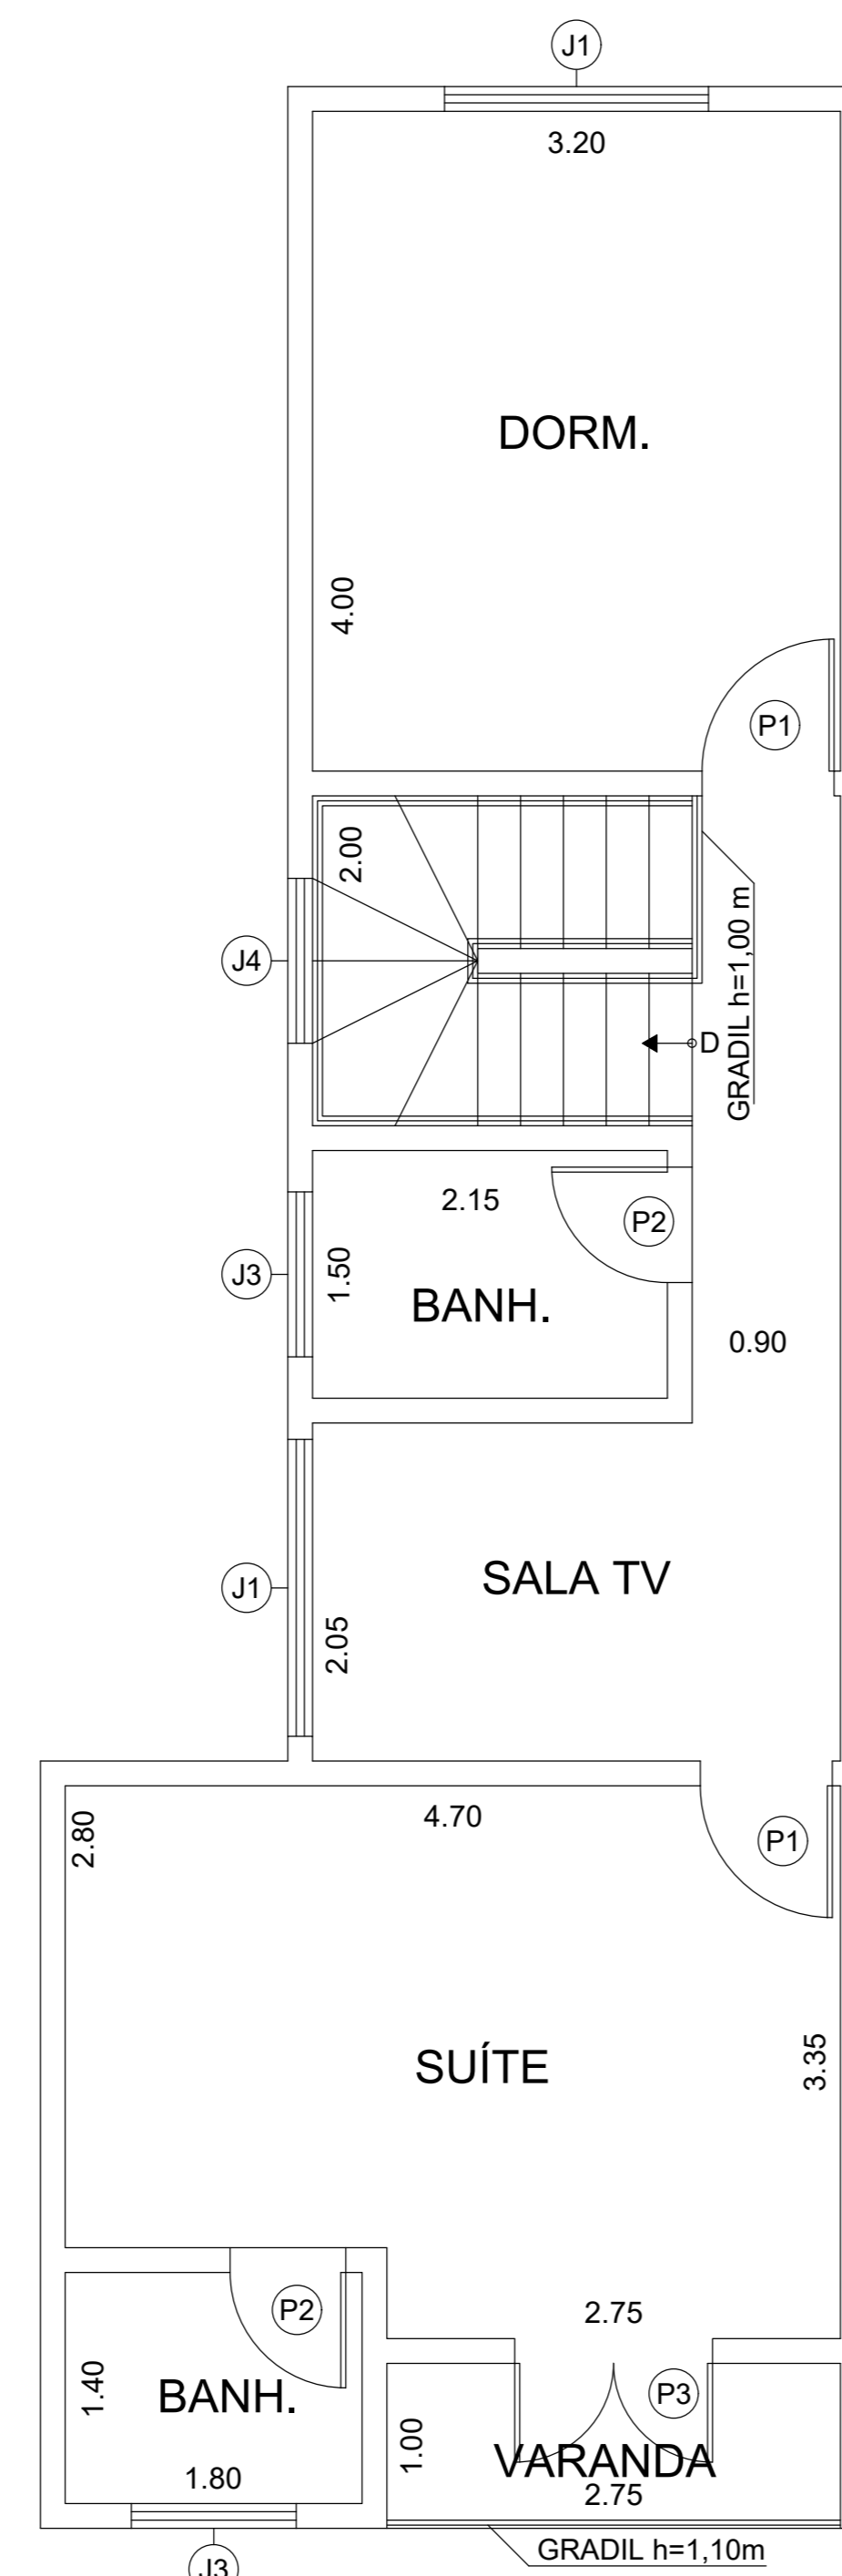 J1
3.20
DORM.
4.00
P1
2.00
J4
D
GRADIL h=1,00 m
2.15
P2
J3
1.50
BANH.
0.90
SALA TV
J1
2.05
4.70
2.80
P1
SUÍTE
3.35
2.75
P2
1.40
BANH.
P3
1.00
VARANDA
1.80
2.75
GRADIL h=1,10m
J3